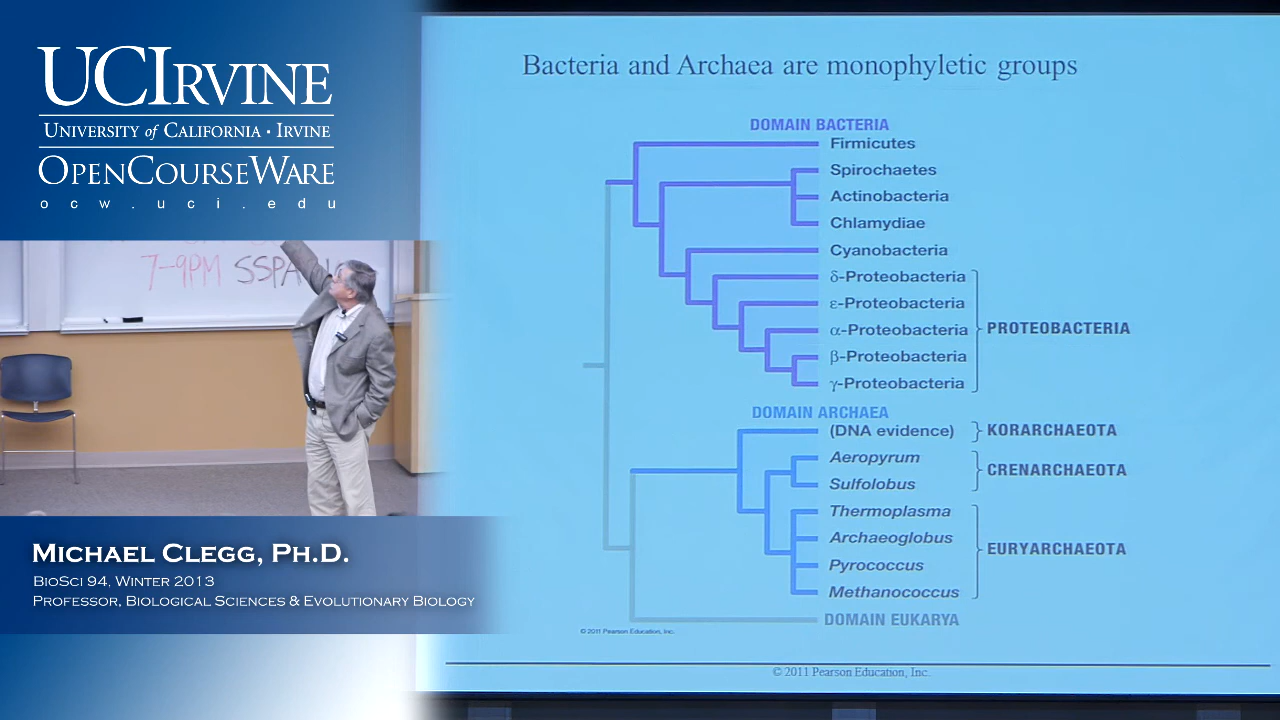 UCIRVINE
UNIVERSITY of CALIFORNIA • IRVINE
OPENCOURSEWARE
ocw.uci.edu
7-9PM SSPA
MICHAEL CLEGG, PH.D.
BIOSCI 94, WINTER 2013
PROFESSOR, BIOLOGICAL SCIENCES & EVOLUTIONARY BIOLOGY
Bacteria and Archaea are monophyletic groups
DOMAIN BACTERIA
Firmicutes
Spirochaetes
Actinobacteria
Chlamydiae
Cyanobacteria
δ-Proteobacteria
ε-Proteobacteria
α-Proteobacteria
β-Proteobacteria
γ-Proteobacteria
PROTEOBACTERIA
DOMAIN ARCHAEA
(DNA evidence)
KORARCHAEOTA
Aeropyrum
Sulfolobus
CRENARCHAEOTA
Thermoplasma
Archaeoglobus
Pyrococcus
Methanococcus
EURYARCHAEOTA
DOMAIN EUKARYA
© 2011 Pearson Education, Inc.
© 2011 Pearson Education, Inc.